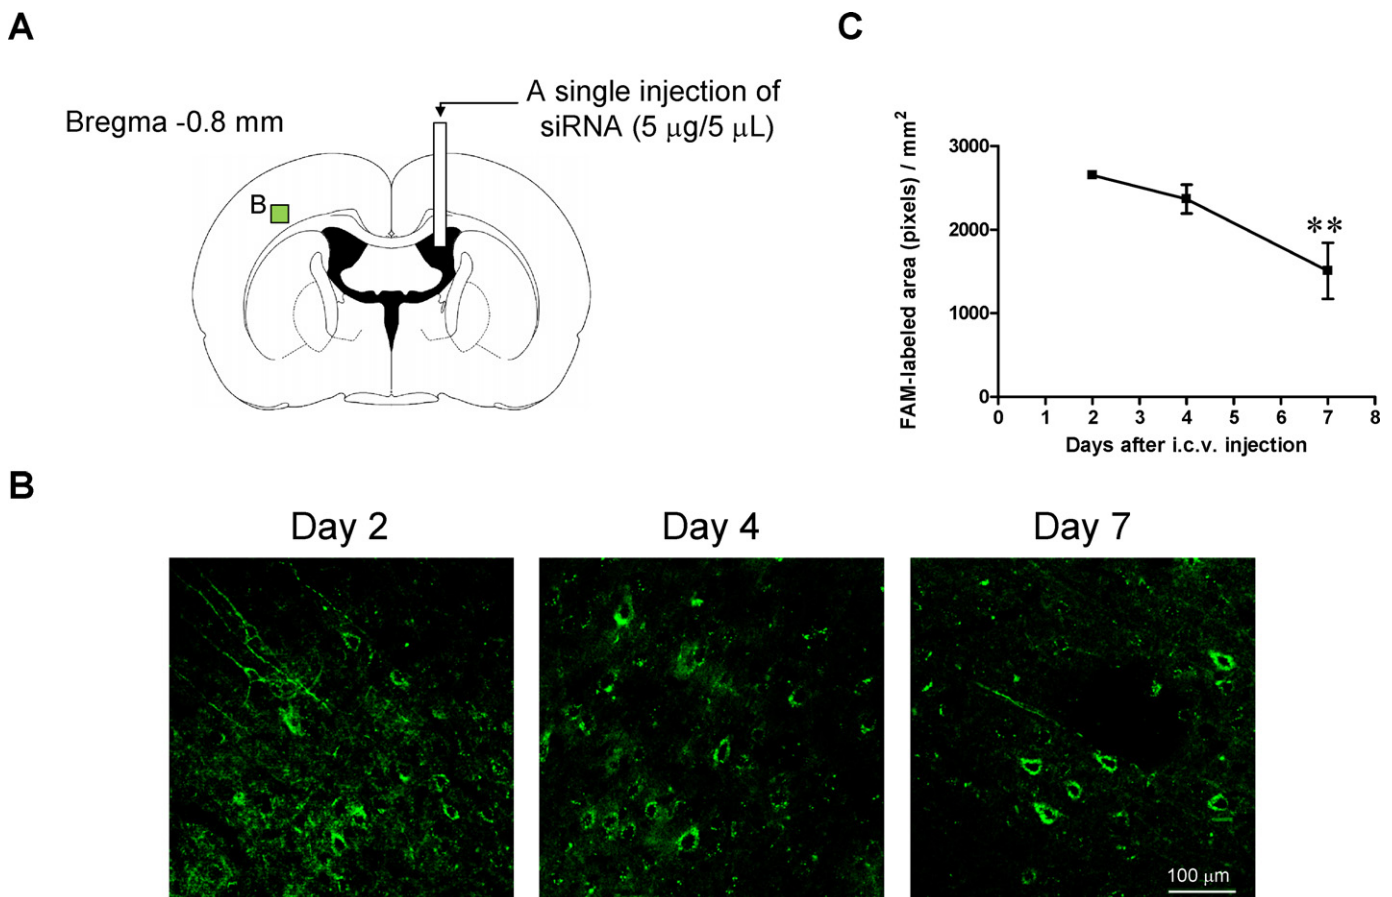 A
Bregma -0.8 mm
A single injection of
siRNA (5 μg/5 μL)
B
C
FAM-labeled area (pixels) / mm²
3000
2000
1000
0
**
0 1 2 3 4 5 6 7 8
Days after i.c.v. injection
B
Day 2 Day 4 Day 7
100 μm